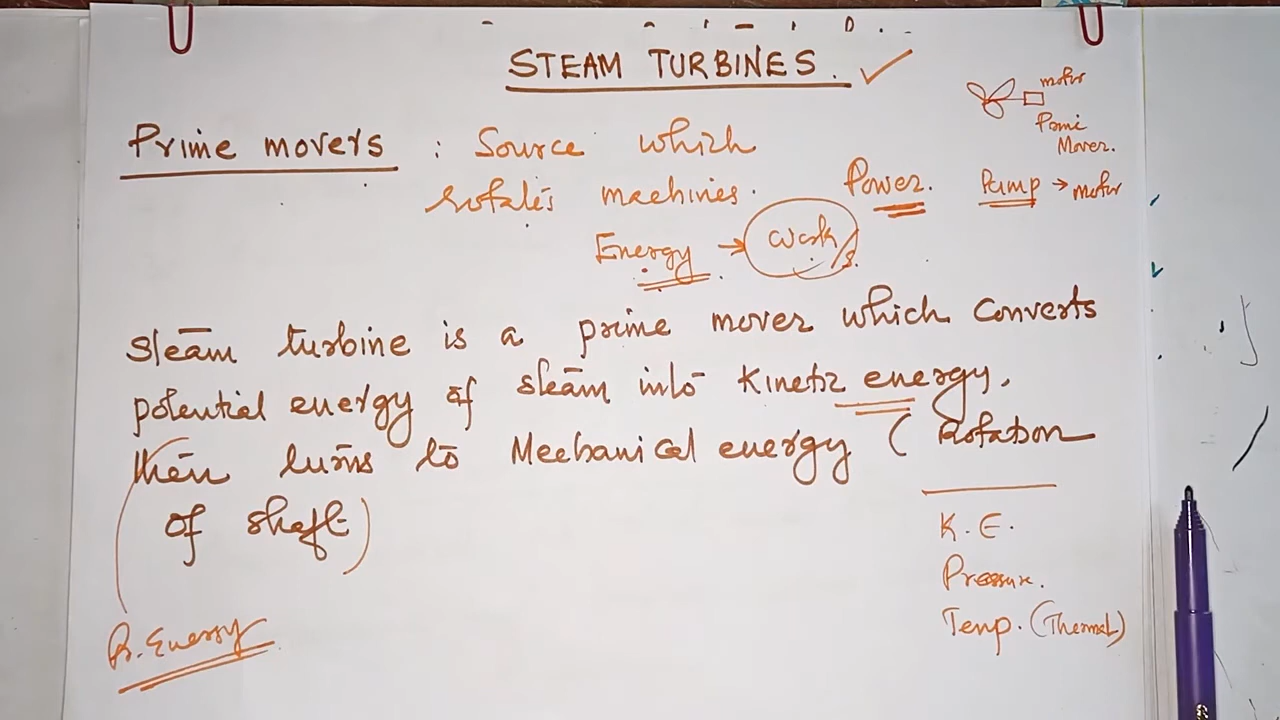 STEAM TURBINES.
motor
Prime movers : Source which
Mover.
rotates machines.
Power.
Pump → motor
Energy → Work/s.
Steam turbine is a prime mover which converts
potential energy of steam into kinetic energy.
then turns to Mechanical energy (Rotation
of shaft)
K.E.
Pressure.
Temp. (Thermal)
Energy